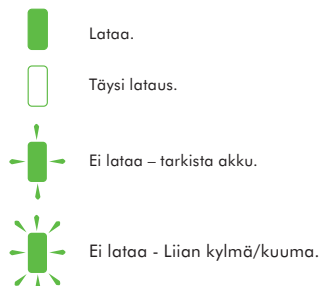 Lataa.
Täysi lataus.
Ei lataa – tarkista akku.
Ei lataa - Liian kylmä/kuuma.